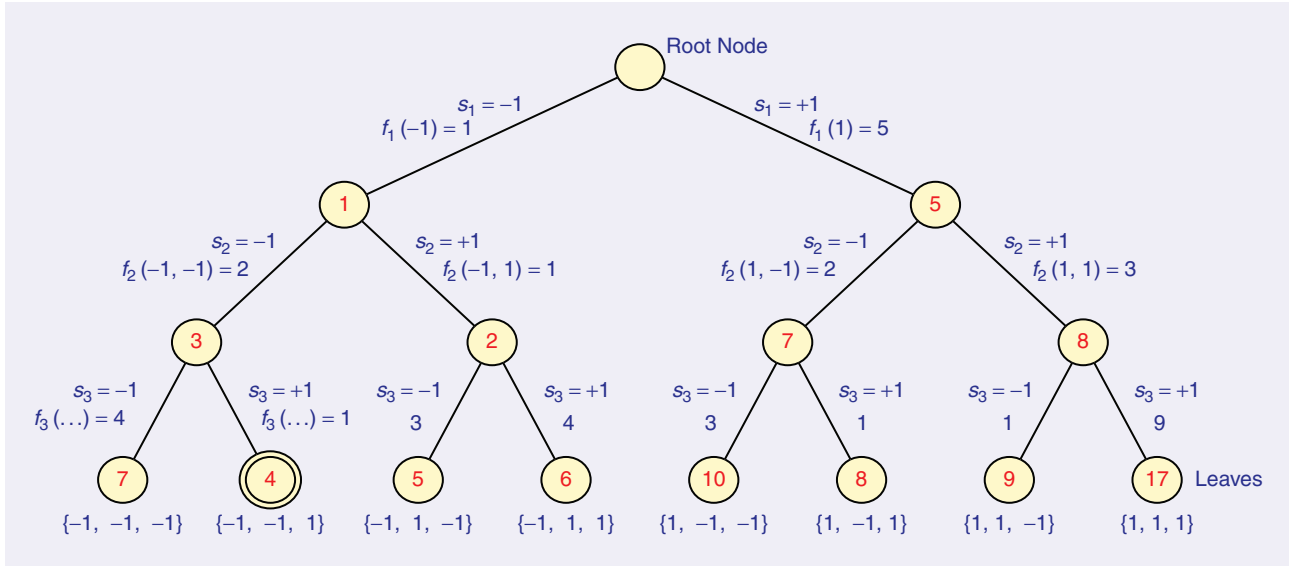 Root Node
s1 = −1
s1 = +1
f1 (−1) = 1
f1 (1) = 5
1
5
s2 = −1
s2 = +1
s2 = −1
s2 = +1
f2 (−1, −1) = 2
f2 (−1, 1) = 1
f2 (1, −1) = 2
f2 (1, 1) = 3
3
2
7
8
s3 = −1
s3 = +1
s3 = −1
s3 = +1
s3 = −1
s3 = +1
s3 = −1
s3 = +1
f3 (…) = 4
f3 (…) = 1
3
4
3
1
1
9
7
4
5
6
10
8
9
17
Leaves
{−1, −1, −1}
{−1, −1, 1}
{−1, 1, −1}
{−1, 1, 1}
{1, −1, −1}
{1, −1, 1}
{1, 1, −1}
{1, 1, 1}